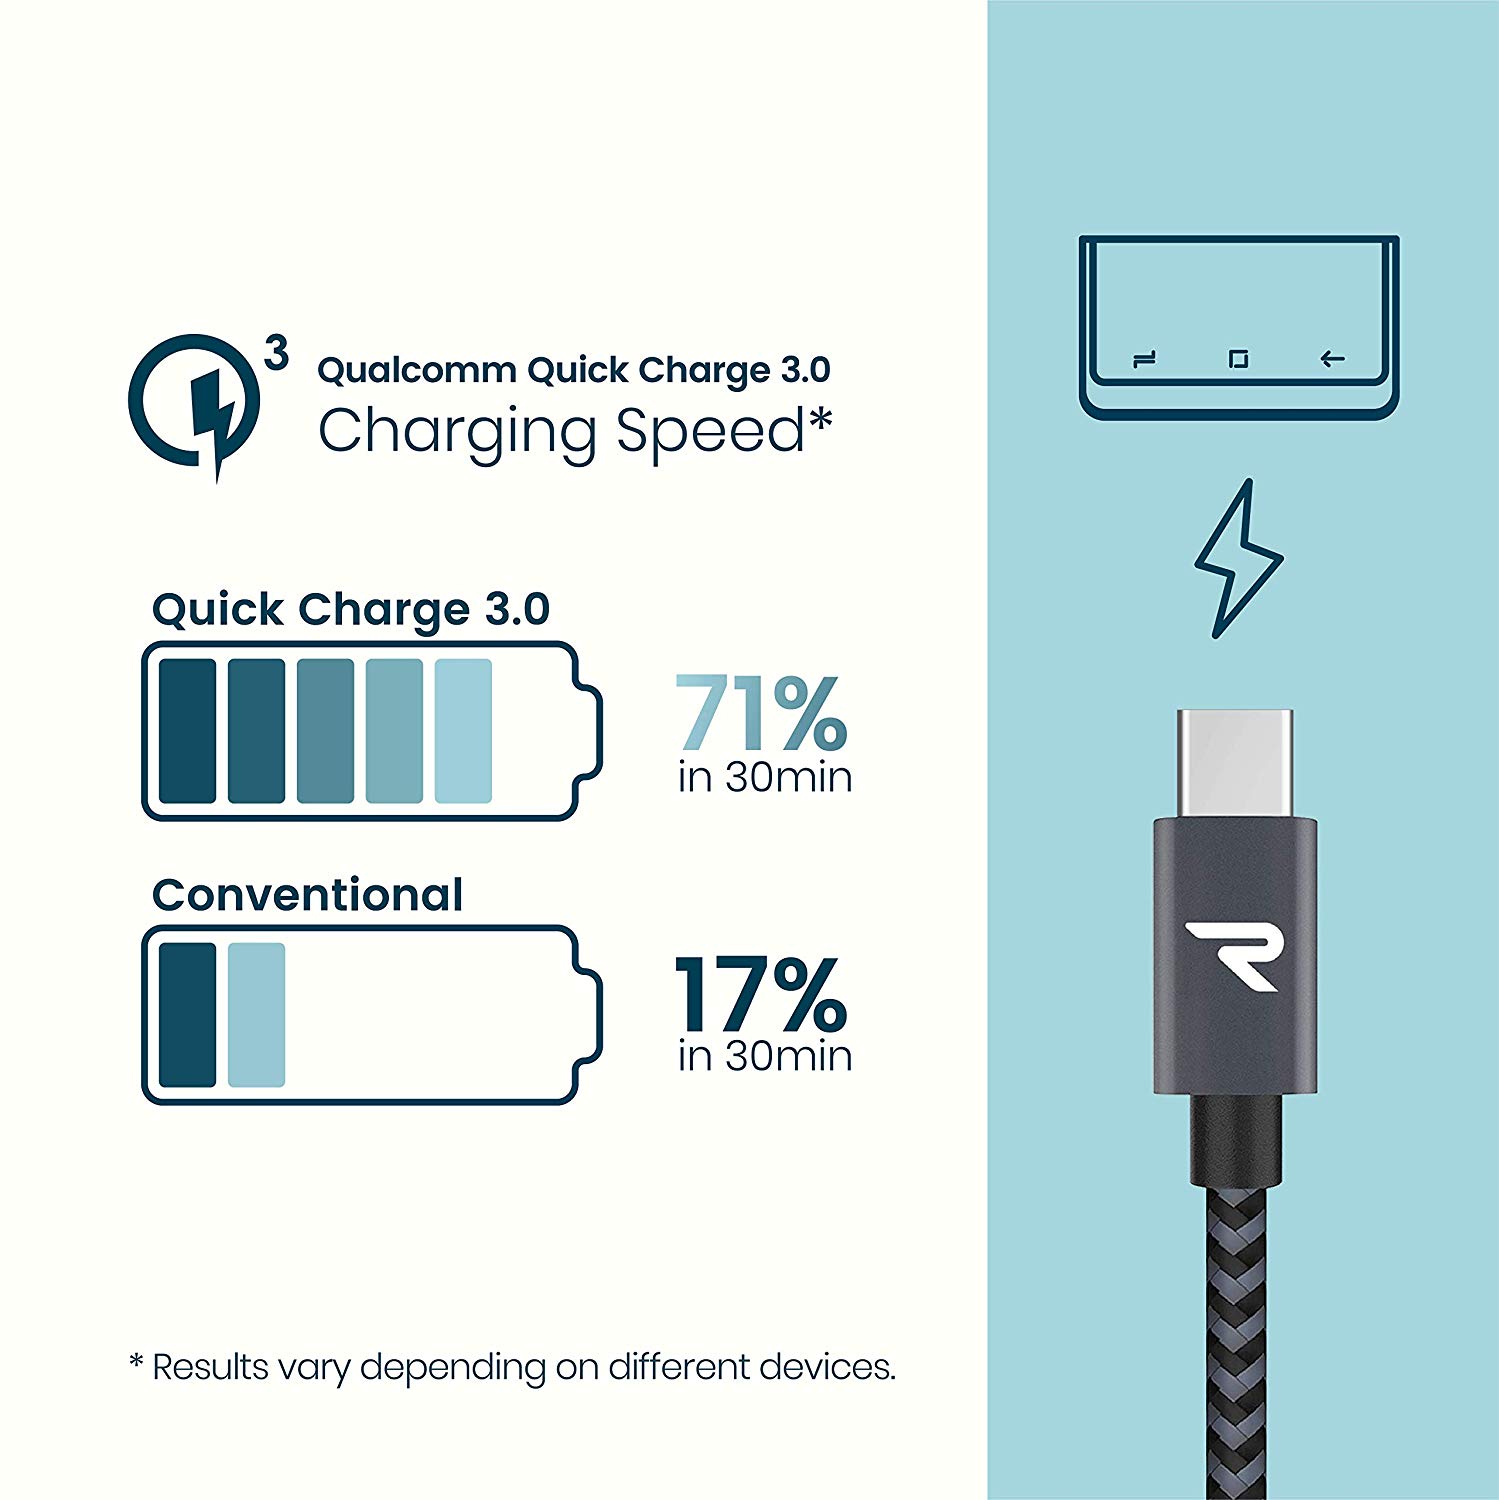 3
Qualcomm Quick Charge 3.0
Charging Speed*
Quick Charge 3.0
71%
in 30min
Conventional
17%
in 30min
* Results vary depending on different devices.